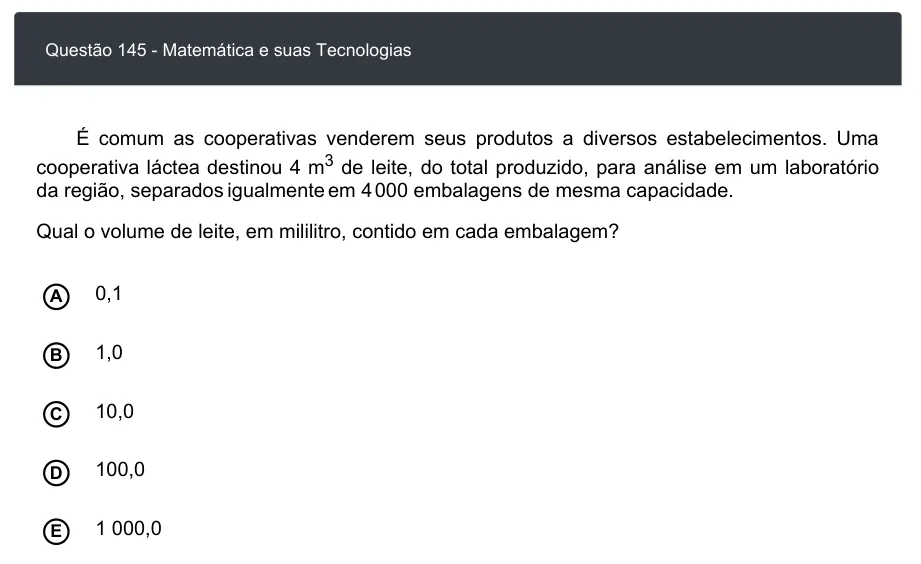 Questão 145 - Matemática e suas Tecnologias
É comum as cooperativas venderem seus produtos a diversos estabelecimentos. Uma
cooperativa láctea destinou 4 m³ de leite, do total produzido, para análise em um laboratório
da região, separados igualmente em 4 000 embalagens de mesma capacidade.
Qual o volume de leite, em mililitro, contido em cada embalagem?
A 0,1
B 1,0
C 10,0
D 100,0
E 1 000,0